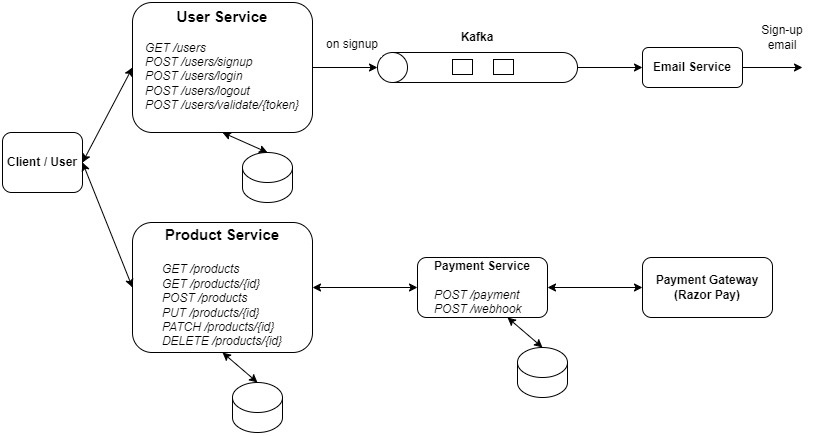 User Service
GET /users
POST /users/signup
POST /users/login
POST /users/logout
POST /users/validate/{token}
on signup
Kafka
Email Service
Sign-up
email
Client / User
Product Service
GET /products
GET /products/{id}
POST /products
PUT /products/{id}
PATCH /products/{id}
DELETE /products/{id}
Payment Service
POST /payment
POST /webhook
Payment Gateway
(Razor Pay)